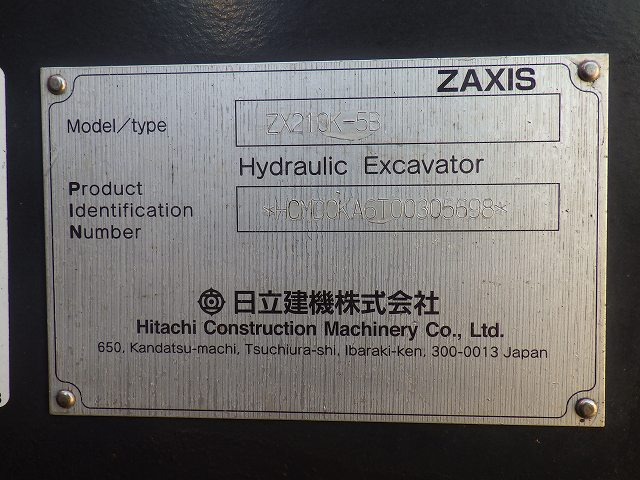 ZAXIS
Model/type ZX210K-5B
Hydraulic Excavator
Product
Identification
Number
*HCMDDKA6T00305698*
日立建機株式会社
Hitachi Construction Machinery Co., Ltd.
650, Kandatsu-machi, Tsuchiura-shi, Ibaraki-ken, 300-0013 Japan